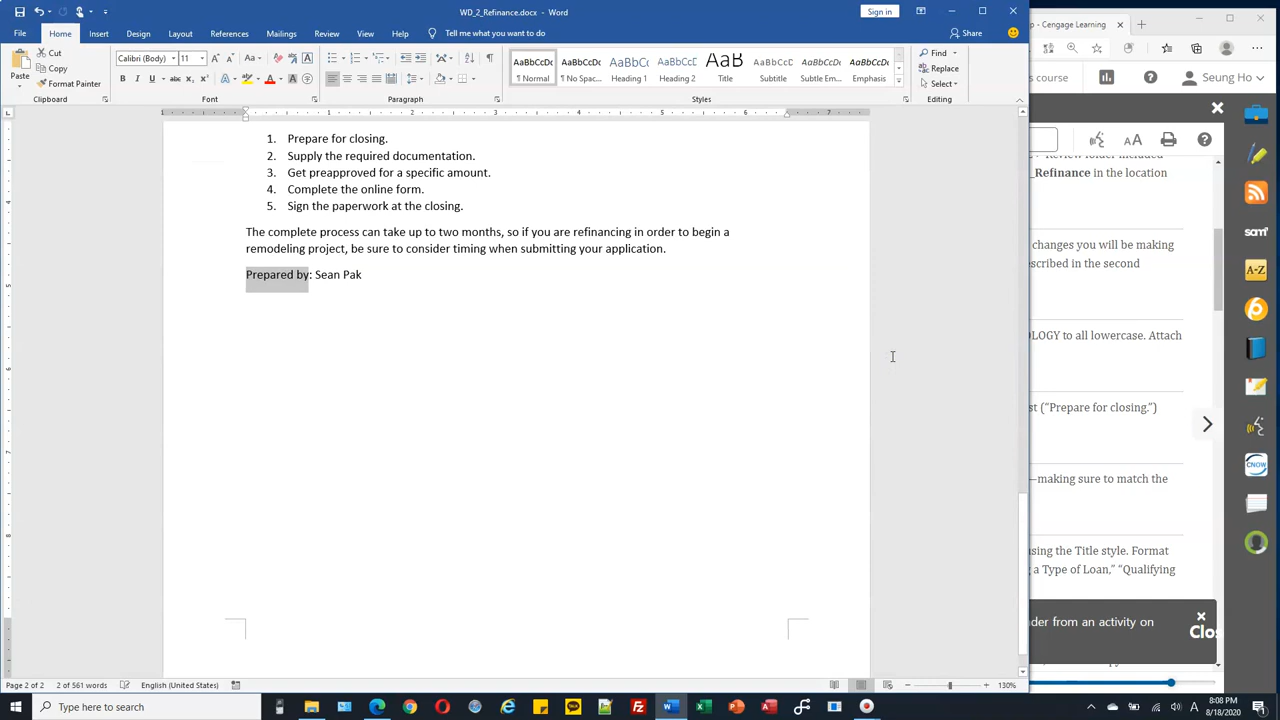 WD_2_Refinance.docx - Word
Sign in
p - Cengage Learning
File Home Insert Design Layout References Mailings Review View Help Tell me what you want to do
Share
s course
Seung Ho
Paste
Cut
Copy
Format Painter
Clipboard
Calibri (Body) 11
Font
Paragraph
AaBbCcDc
¶ Normal
AaBbCcDc
¶ No Spac...
AaBbCc
Heading 1
AaBbCcD
Heading 2
AaB
Title
AaBbCcD
Subtitle
AaBbCcDc
Subtle Em...
AaBbCcDc
Emphasis
Styles
Find
Replace
Select
Editing
1. Prepare for closing.
2. Supply the required documentation.
3. Get preapproved for a specific amount.
4. Complete the online form.
5. Sign the paperwork at the closing.
The complete process can take up to two months, so if you are refinancing in order to begin a
remodeling project, be sure to consider timing when submitting your application.
Prepared by: Sean Pak
Review folder included
_Refinance in the location
changes you will be making
scribed in the second
OLOGY to all lowercase. Attach
st (“Prepare for closing.”)
—making sure to match the
using the Title style. Format
g a Type of Loan,” “Qualifying
der from an activity on
Clos
sam
A-Z
CNOW
Page 2 of 2 2 of 561 words English (United States)
130%
Type here to search
8:08 PM
8/18/2020